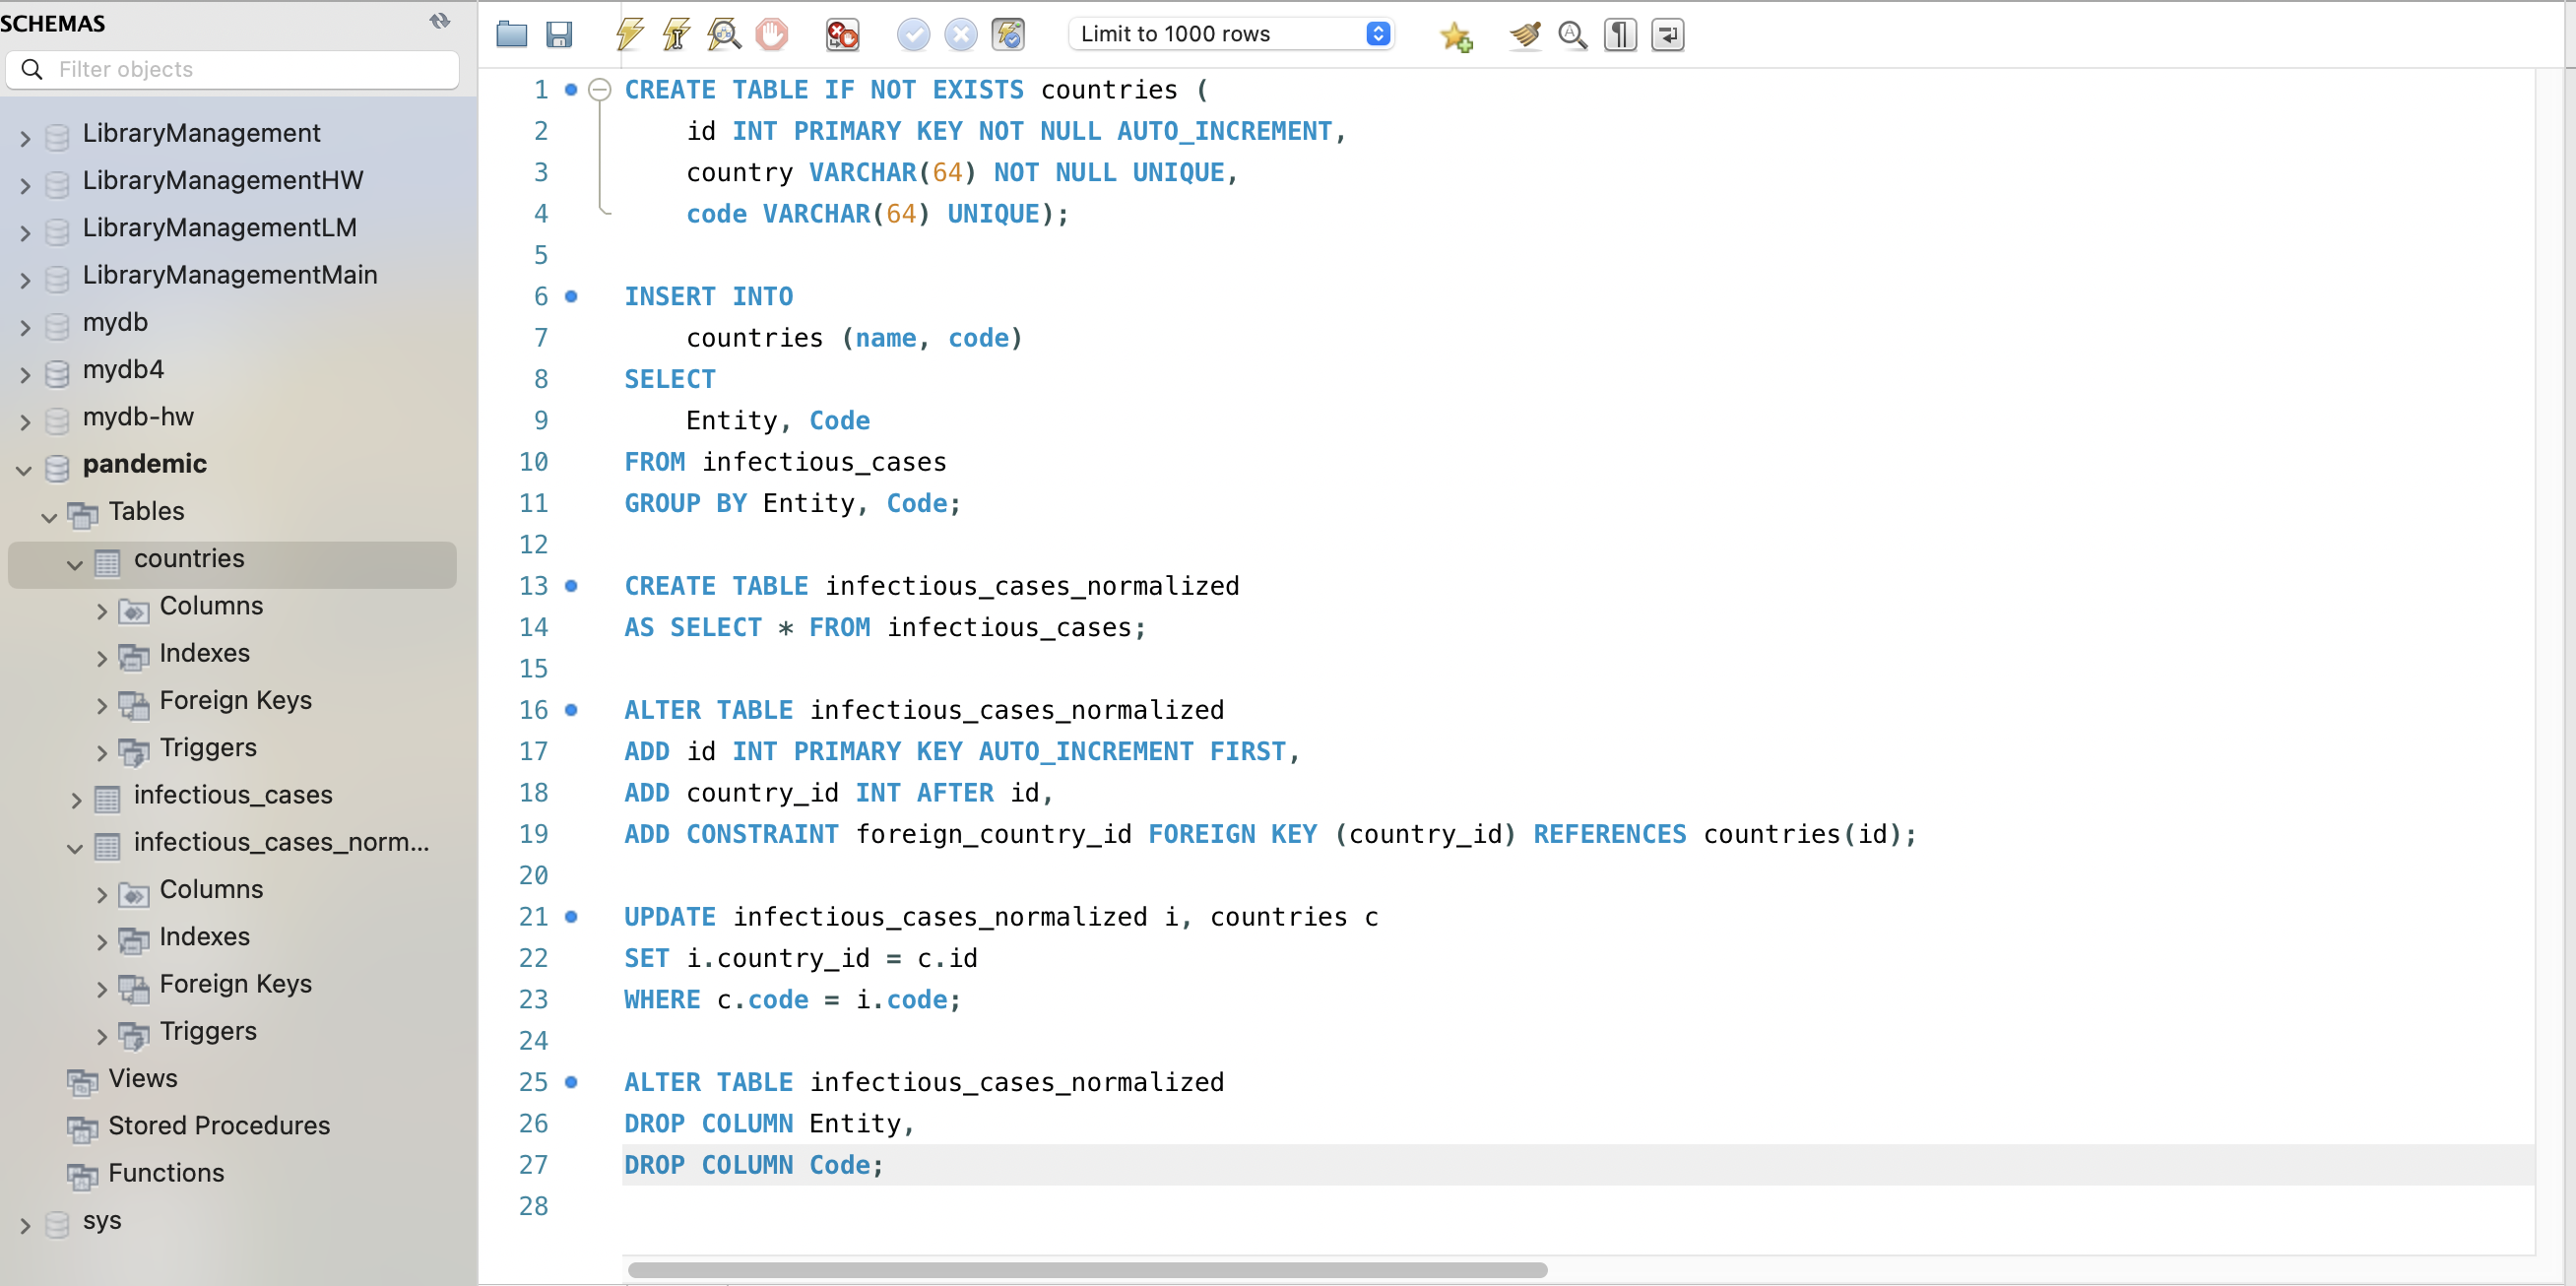 SCHEMAS
Filter objects
LibraryManagement
LibraryManagementHW
LibraryManagementLM
LibraryManagementMain
mydb
mydb4
mydb-hw
pandemic
Tables
countries
Columns
Indexes
Foreign Keys
Triggers
infectious_cases
infectious_cases_norm...
Columns
Indexes
Foreign Keys
Triggers
Views
Stored Procedures
Functions
sys
Limit to 1000 rows
1 CREATE TABLE IF NOT EXISTS countries (
2 id INT PRIMARY KEY NOT NULL AUTO_INCREMENT,
3 country VARCHAR(64) NOT NULL UNIQUE,
4 code VARCHAR(64) UNIQUE);
5
6 INSERT INTO
7 countries (name, code)
8 SELECT
9 Entity, Code
10 FROM infectious_cases
11 GROUP BY Entity, Code;
12
13 CREATE TABLE infectious_cases_normalized
14 AS SELECT * FROM infectious_cases;
15
16 ALTER TABLE infectious_cases_normalized
17 ADD id INT PRIMARY KEY AUTO_INCREMENT FIRST,
18 ADD country_id INT AFTER id,
19 ADD CONSTRAINT foreign_country_id FOREIGN KEY (country_id) REFERENCES countries(id);
20
21 UPDATE infectious_cases_normalized i, countries c
22 SET i.country_id = c.id
23 WHERE c.code = i.code;
24
25 ALTER TABLE infectious_cases_normalized
26 DROP COLUMN Entity,
27 DROP COLUMN Code;
28